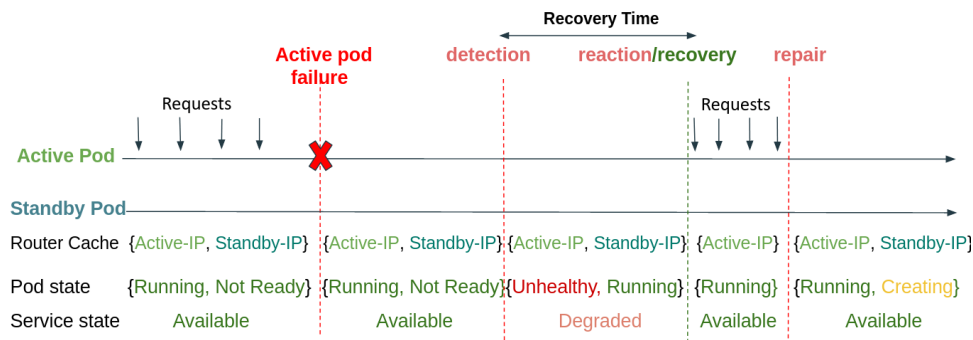 Recovery Time
Active pod
failure
detection
reaction/recovery
repair
Requests
Requests
Active Pod
Standby Pod
Router Cache {Active-IP, Standby-IP} {Active-IP, Standby-IP} {Active-IP, Standby-IP} {Active-IP} {Active-IP, Standby-IP}
Pod state {Running, Not Ready} {Running, Not Ready} {Unhealthy, Running} {Running} {Running, Creating}
Service state Available Available Degraded Available Available